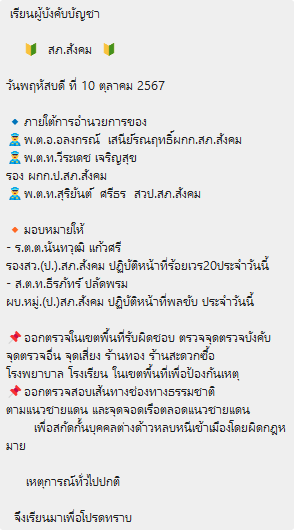 เรียนผู้บังคับบัญชา
🔰 สภ.สังคม 🔰
วันพฤหัสบดี ที่ 10 ตุลาคม 2567
🔹ภายใต้การอำนวยการของ
👮พ.ต.อ.อลงกรณ์ เสนีย์รณฤทธิ์ผกก.สภ.สังคม
👮พ.ต.ท.วีระเดช เจริญสุข
รอง ผกก.ป.สภ.สังคม
👮พ.ต.ท.สุริยันต์ ศรีธร สวป.สภ.สังคม
🔸มอบหมายให้
- ร.ต.ต.นันทวุฒิ แก้วศรี
รองสว.(ป.).สภ.สังคม ปฏิบัติหน้าที่ร้อยเวร20ประจำวันนี้
- ส.ต.ท.ธีรภัทร์ ปลัดพรม
ผบ.หมู่.(ป.)สภ.สังคม ปฏิบัติหน้าที่พลขับ ประจำวันนี้
📌ออกตรวจในเขตพื้นที่รับผิดชอบ ตรวจจุดตรวจบังคับ
จุดตรวจอื่น จุดเสี่ยง ร้านทอง ร้านสะดวกซื้อ
โรงพยาบาล โรงเรียน ในเขตพื้นที่เพื่อป้องกันเหตุ
📌ออกตรวจสอบเส้นทางช่องทางธรรมชาติ
ตามแนวชายแดน และจุดจอดเรือตลอดแนวชายแดน
เพื่อสกัดกั้นบุคคลต่างด้าวหลบหนีเข้าเมืองโดยผิดกฎห
มาย
เหตุการณ์ทั่วไปปกติ
จึงเรียนมาเพื่อโปรดทราบ